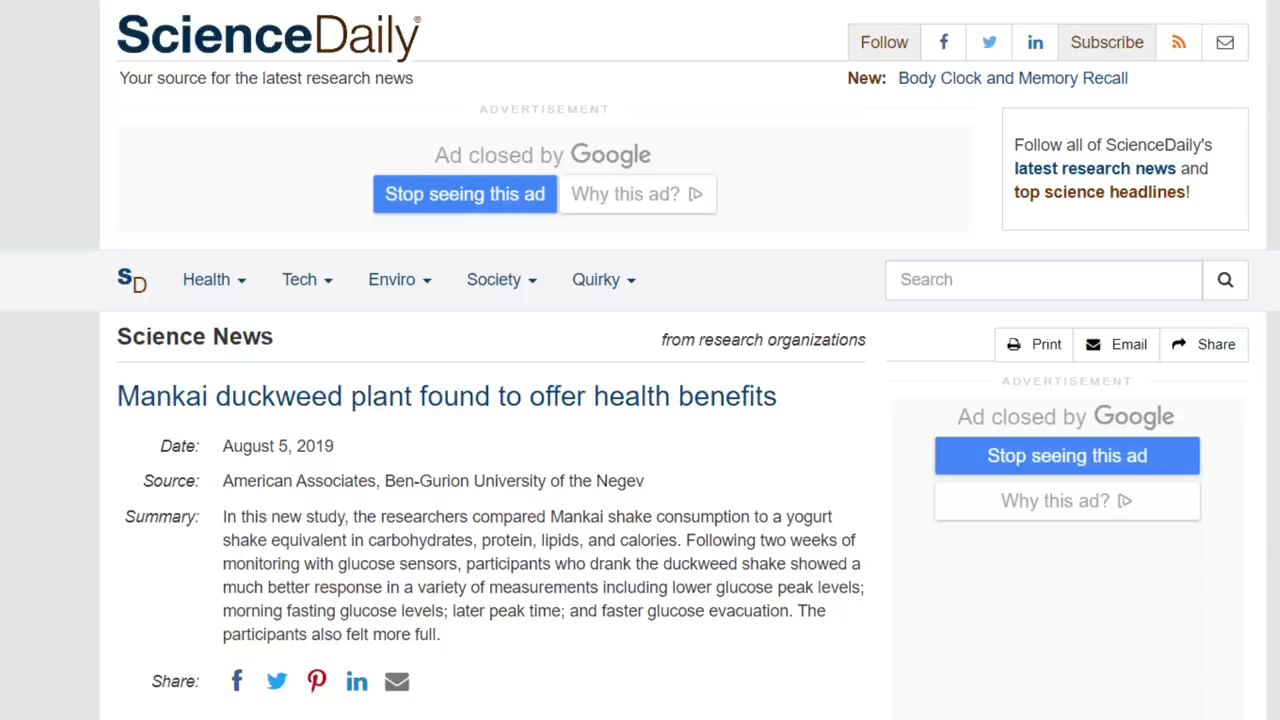 ScienceDaily®
Your source for the latest research news
Follow
Subscribe
New: Body Clock and Memory Recall
ADVERTISEMENT
Ad closed by Google
Stop seeing this ad
Why this ad?
Follow all of ScienceDaily's
latest research news and
top science headlines!
SD
Health
Tech
Enviro
Society
Quirky
Search
Science News
from research organizations
Print
Email
Share
Mankai duckweed plant found to offer health benefits
Date: August 5, 2019
Source: American Associates, Ben-Gurion University of the Negev
Summary: In this new study, the researchers compared Mankai shake consumption to a yogurt
shake equivalent in carbohydrates, protein, lipids, and calories. Following two weeks of
monitoring with glucose sensors, participants who drank the duckweed shake showed a
much better response in a variety of measurements including lower glucose peak levels;
morning fasting glucose levels; later peak time; and faster glucose evacuation. The
participants also felt more full.
Share:
ADVERTISEMENT
Ad closed by Google
Stop seeing this ad
Why this ad?